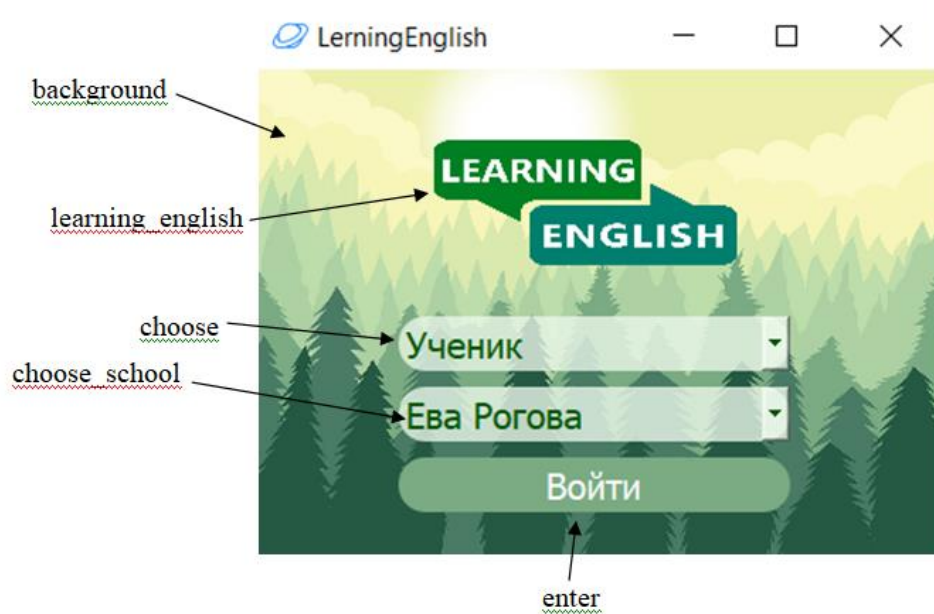 LerningEnglish
background
LEARNING
learning_english
ENGLISH
choose
Ученик
choose_school
Ева Рогова
Войти
enter